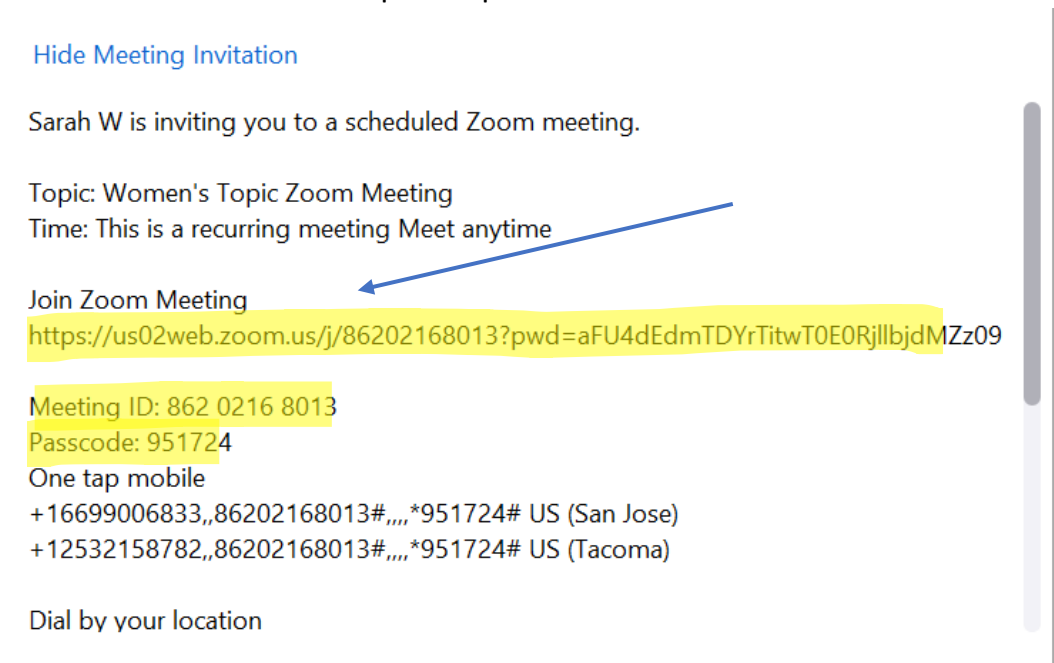 Hide Meeting Invitation
Sarah W is inviting you to a scheduled Zoom meeting.
Topic: Women's Topic Zoom Meeting
Time: This is a recurring meeting Meet anytime
Join Zoom Meeting
https://us02web.zoom.us/j/86202168013?pwd=aFU4dEdmTDYrTitwT0E0RjllbjdMZz09
Meeting ID: 862 0216 8013
Passcode: 951724
One tap mobile
+16699006833,,86202168013#,,,,*951724# US (San Jose)
+12532158782,,86202168013#,,,,*951724# US (Tacoma)
Dial by your location